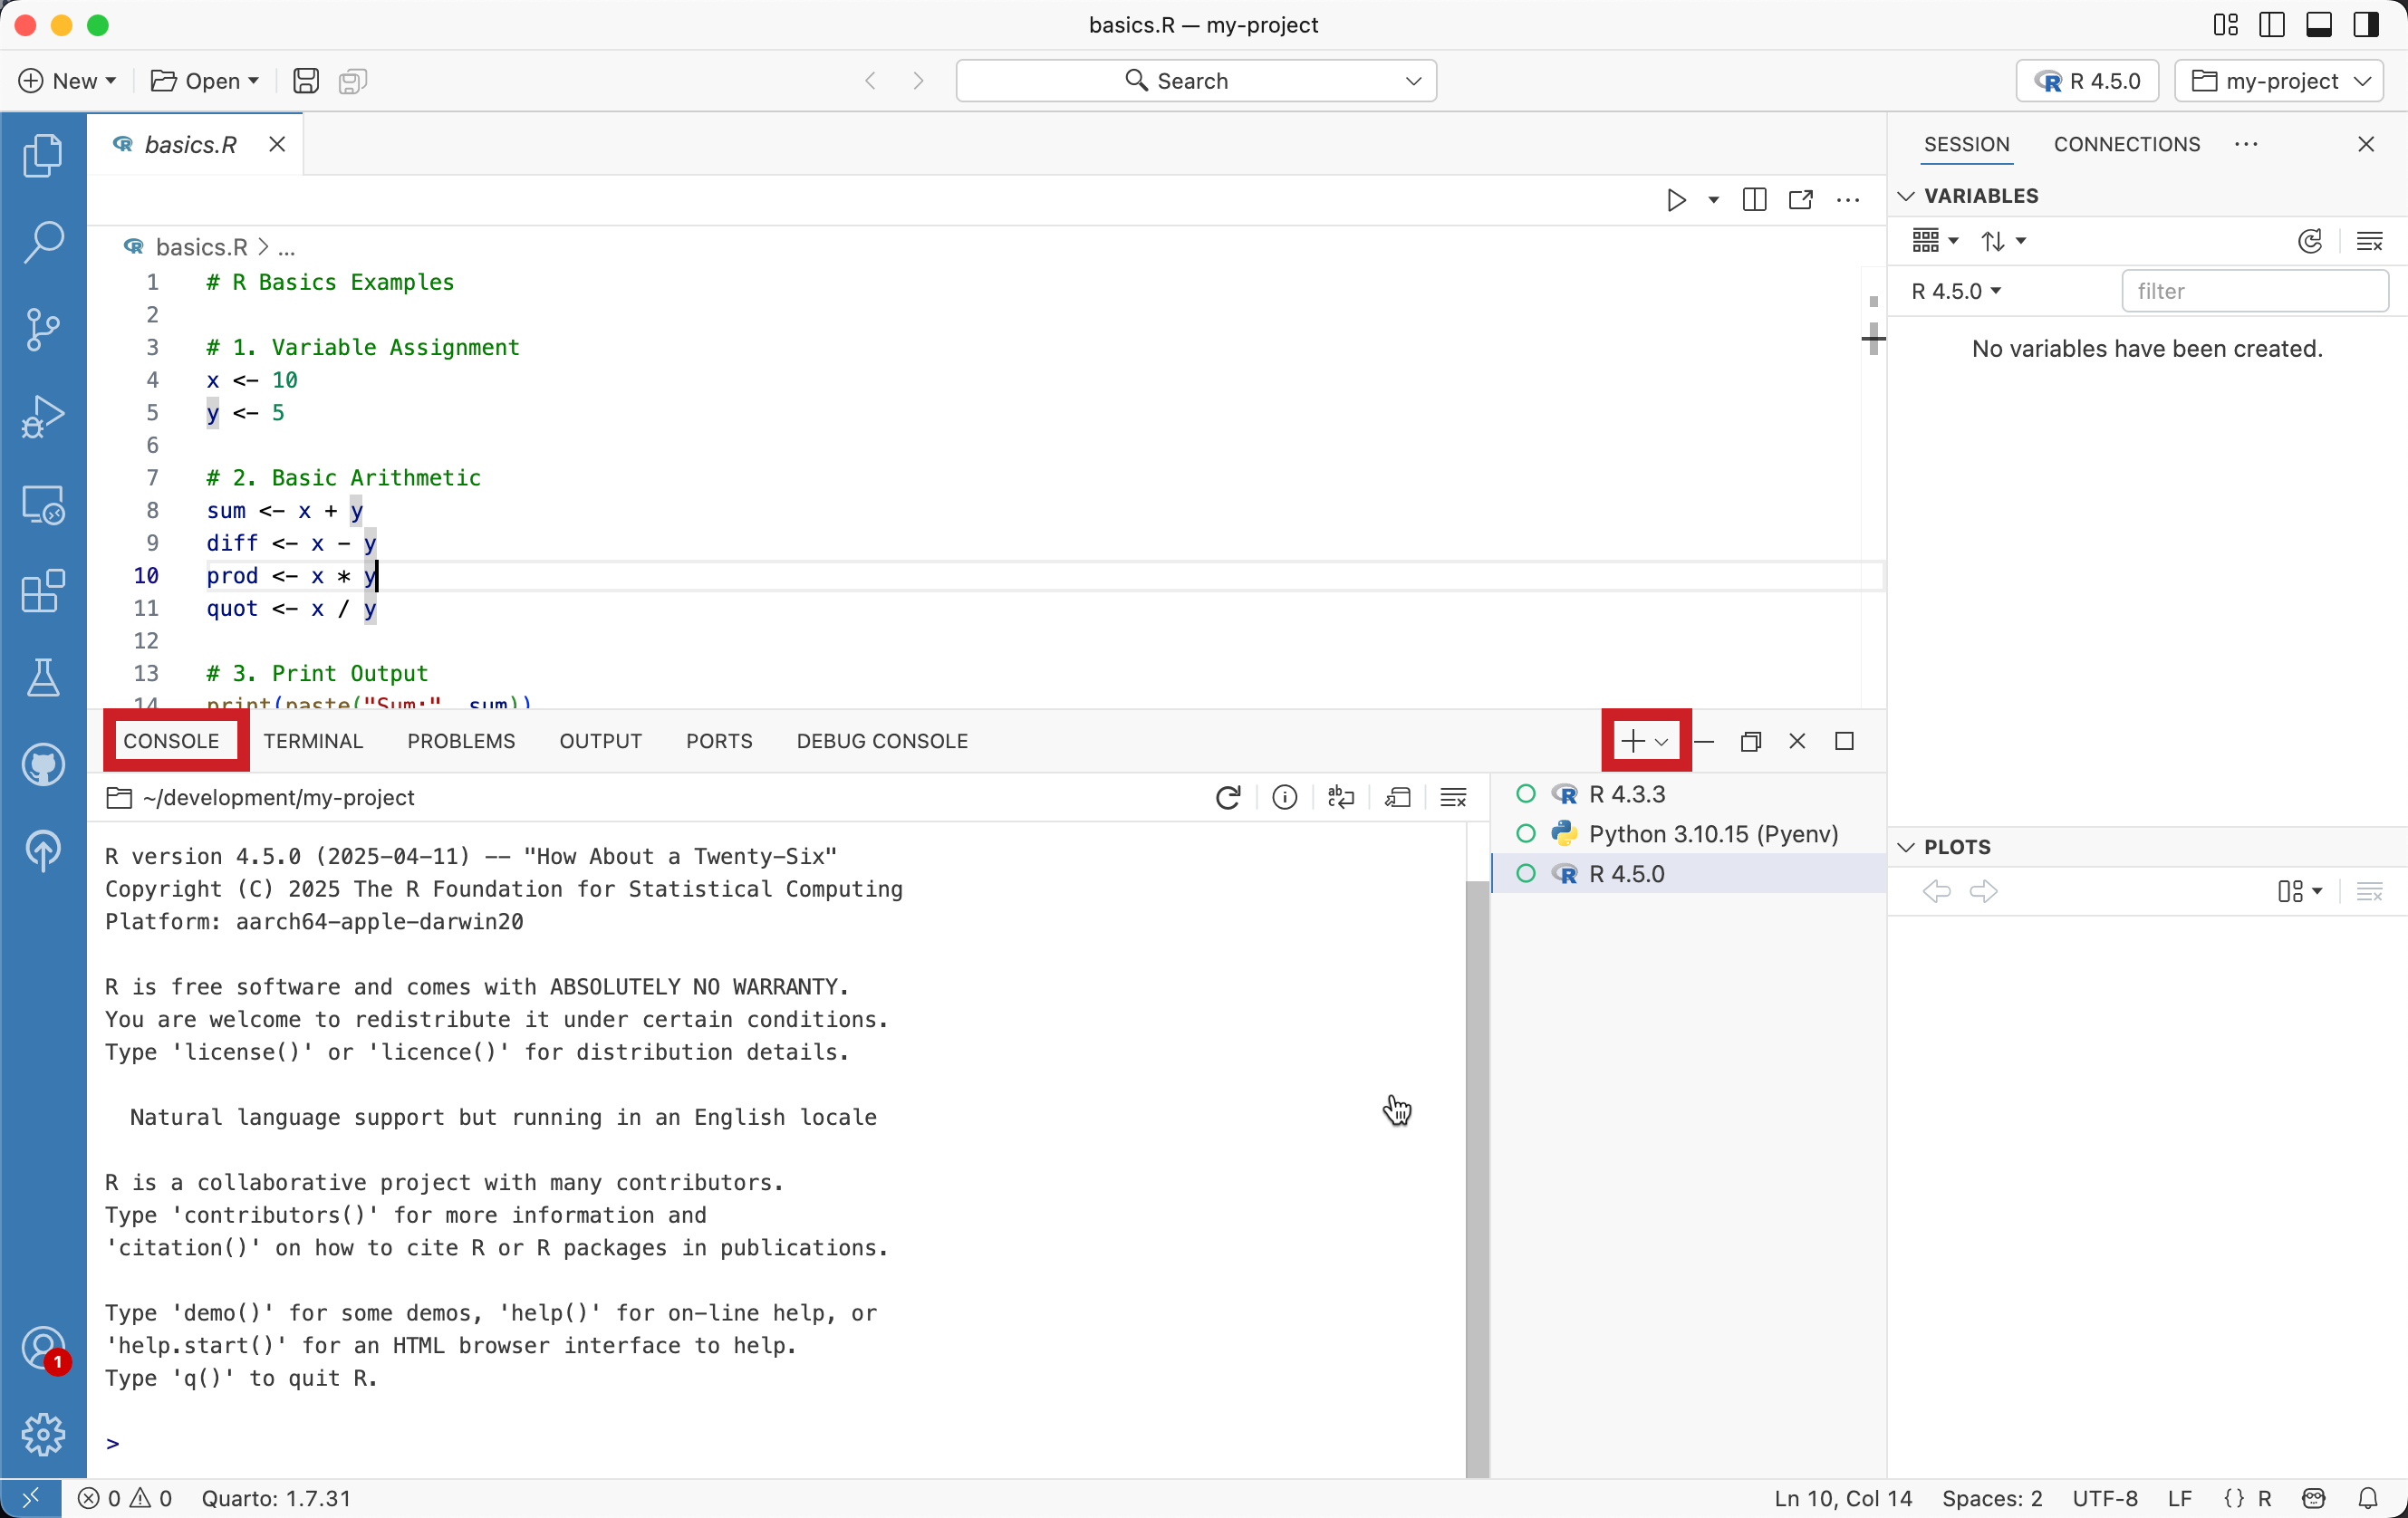 basics.R — my-project
New
Open
Search
R 4.5.0
my-project
basics.R
basics.R > ...
1 # R Basics Examples
2
3 # 1. Variable Assignment
4 x <- 10
5 y <- 5
6
7 # 2. Basic Arithmetic
8 sum <- x + y
9 diff <- x - y
10 prod <- x * y
11 quot <- x / y
12
13 # 3. Print Output
14 print(paste("Sum:", sum))
SESSION CONNECTIONS ...
VARIABLES
R 4.5.0
filter
No variables have been created.
CONSOLE TERMINAL PROBLEMS OUTPUT PORTS DEBUG CONSOLE
~/development/my-project
R version 4.5.0 (2025-04-11) -- "How About a Twenty-Six"
Copyright (C) 2025 The R Foundation for Statistical Computing
Platform: aarch64-apple-darwin20
R is free software and comes with ABSOLUTELY NO WARRANTY.
You are welcome to redistribute it under certain conditions.
Type 'license()' or 'licence()' for distribution details.
Natural language support but running in an English locale
R is a collaborative project with many contributors.
Type 'contributors()' for more information and
'citation()' on how to cite R or R packages in publications.
Type 'demo()' for some demos, 'help()' for on-line help, or
'help.start()' for an HTML browser interface to help.
Type 'q()' to quit R.
>
R 4.3.3
Python 3.10.15 (Pyenv)
R 4.5.0
PLOTS
1
0 0 Quarto: 1.7.31
Ln 10, Col 14 Spaces: 2 UTF-8 LF {} R